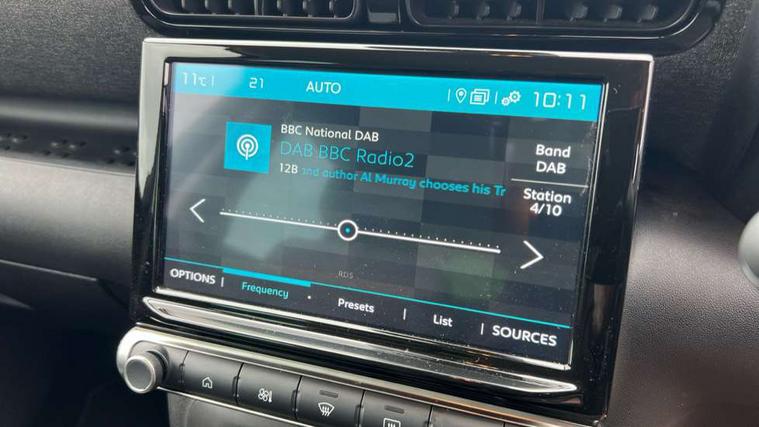 11°C 21 AUTO 10:11
BBC National DAB
DAB BBC Radio2
12B and author Al Murray chooses his Tr
Band
DAB
Station
4/10
RDS
OPTIONS Frequency Presets List SOURCES